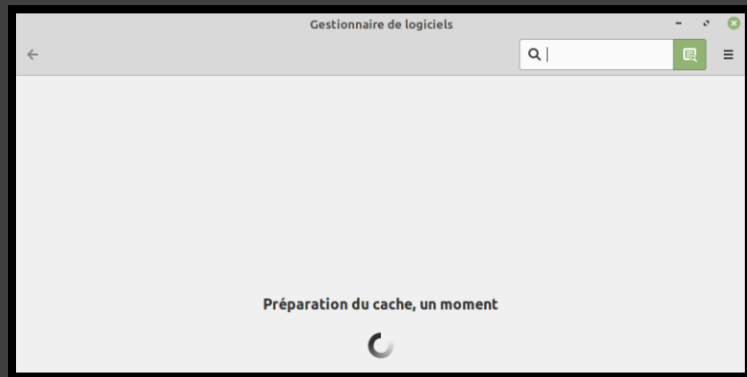 Gestionnaire de logiciels
Préparation du cache, un moment